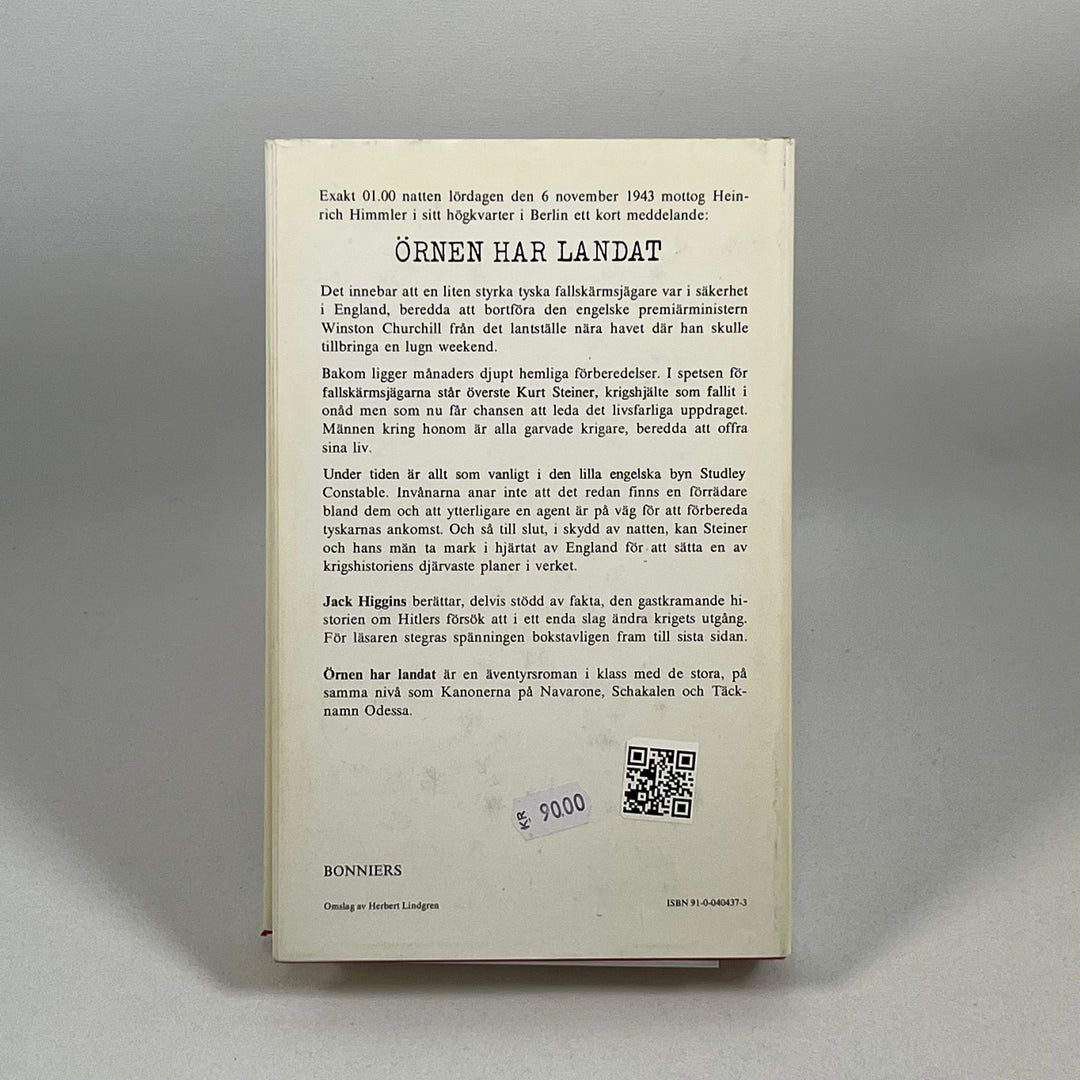 Exakt 01.00 natten lördagen den 6 november 1943 mottog Hein-
rich Himmler i sitt högkvarter i Berlin ett kort meddelande:
ÖRNEN HAR LANDAT
Det innebar att en liten styrka tyska fallskärmsjägare var i säkerhet
i England, beredda att bortföra den engelske premiärministern
Winston Churchill från det lantställe nära havet där han skulle
tillbringa en lugn weekend.
Bakom ligger månaders djupt hemliga förberedelser. I spetsen för
fallskärmsjägarna står överste Kurt Steiner, krigshjälte som fallit i
onåd men som nu får chansen att leda det livsfarliga uppdraget.
Männen kring honom är alla garvade krigare, beredda att offra
sina liv.
Under tiden är allt som vanligt i den lilla engelska byn Studley
Constable. Invånarna anar inte att det redan finns en förrädare
bland dem och att ytterligare en agent är på väg för att förbereda
tyskarnas ankomst. Och så till slut, i skydd av natten, kan Steiner
och hans män ta mark i hjärtat av England för att sätta en av
krigshistoriens djärvaste planer i verket.
Jack Higgins berättar, delvis stödd av fakta, den gastkramande hi-
storien om Hitlers försök att i ett enda slag ändra krigets utgång.
För läsaren stegras spänningen bokstavligen fram till sista sidan.
Örnen har landat är en äventyrsroman i klass med de stora, på
samma nivå som Kanonerna på Navarone, Schakalen och Täck-
namn Odessa.
KR 90.00
BONNIERS
Omslag av Herbert Lindgren
ISBN 91-0-040437-3